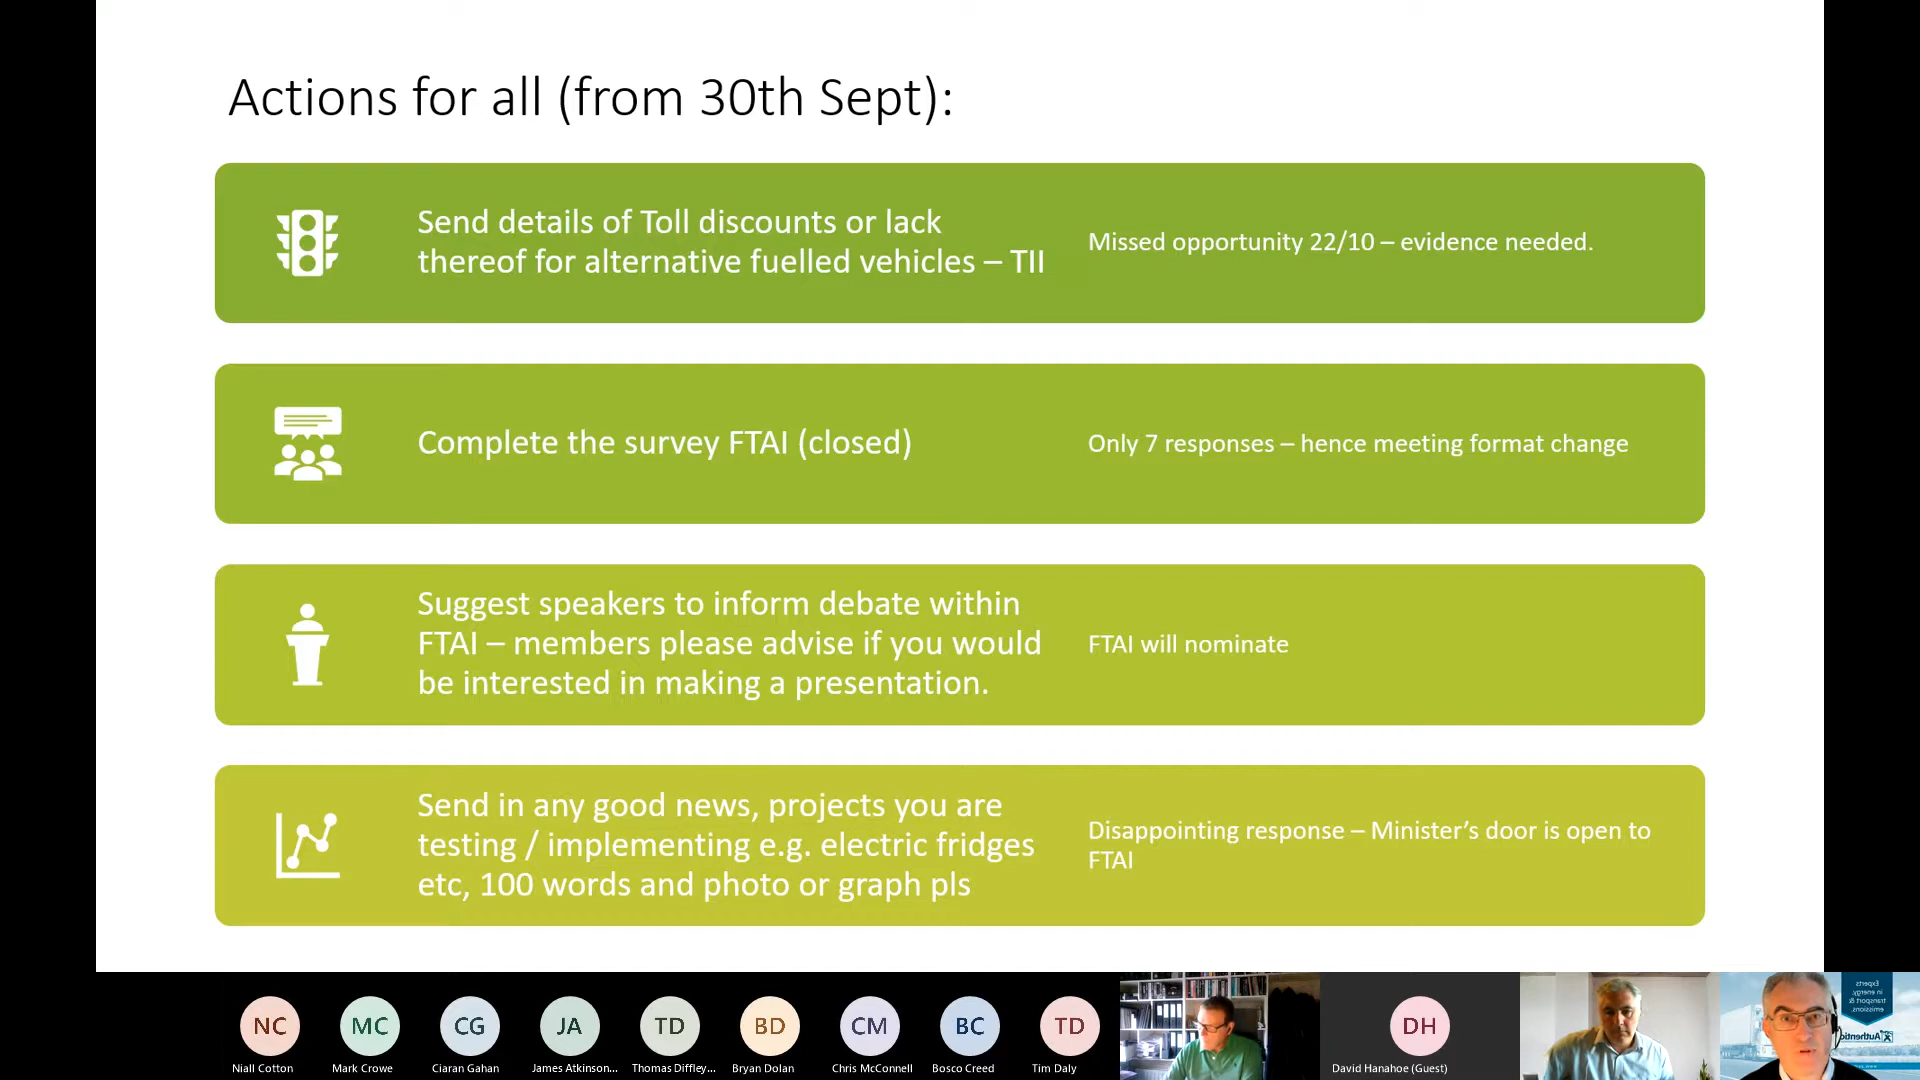 Actions for all (from 30th Sept):
Send details of Toll discounts or lack
thereof for alternative fuelled vehicles – TII
Missed opportunity 22/10 – evidence needed.
Complete the survey FTAI (closed)
Only 7 responses – hence meeting format change
Suggest speakers to inform debate within
FTAI – members please advise if you would
be interested in making a presentation.
FTAI will nominate
Send in any good news, projects you are
testing / implementing e.g. electric fridges
etc, 100 words and photo or graph pls
Disappointing response – Minister's door is open to
FTAI
NC
MC
CG
JA
TD
BD
CM
BC
TD
DH
Niall Cotton
Mark Crowe
Ciaran Gahan
James Atkinson...
Thomas Diffley...
Bryan Dolan
Chris McConnell
Bosco Creed
Tim Daly
David Hanahoe (Guest)
Experts
in energy,
transport &
emissions.